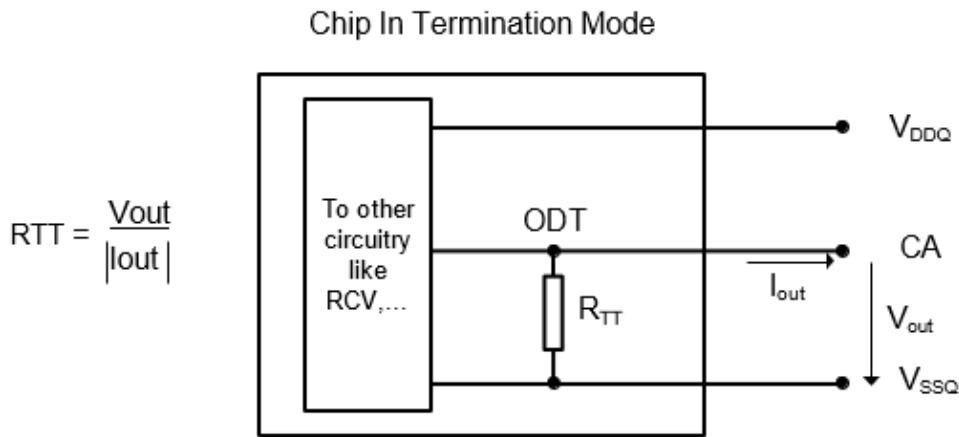 Chip In Termination Mode
RTT = Vout
|Iout|
To other
circuitry
like
RCV,...
ODT
RTT
VDDQ
CA
Iout
Vout
VSSQ